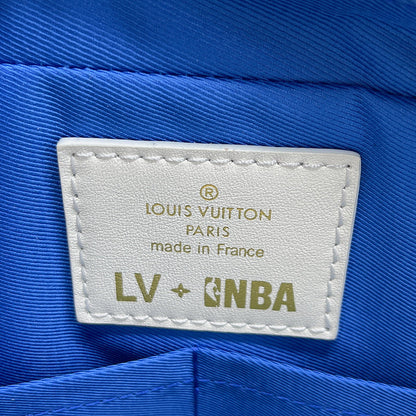 ®
LOUIS VUITTON
PARIS
made in France
LV + NBA